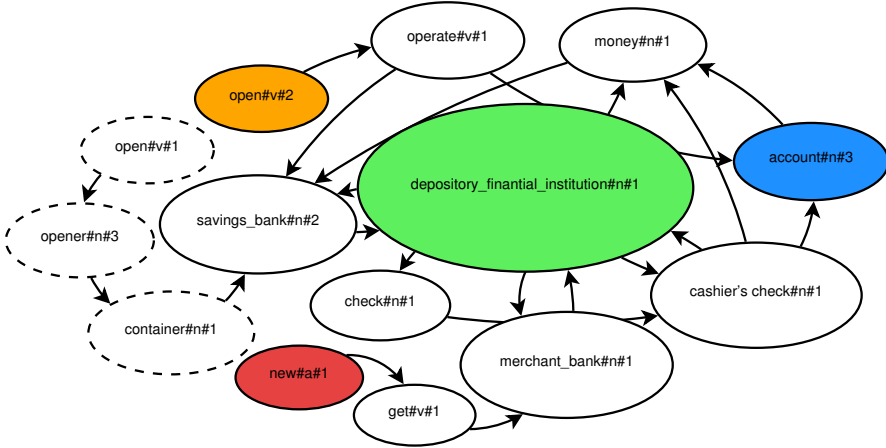 operate#v#1
money#n#1
open#v#2
open#v#1
account#n#3
depository_finantial_institution#n#1
savings_bank#n#2
opener#n#3
cashier's check#n#1
check#n#1
container#n#1
merchant_bank#n#1
new#a#1
get#v#1